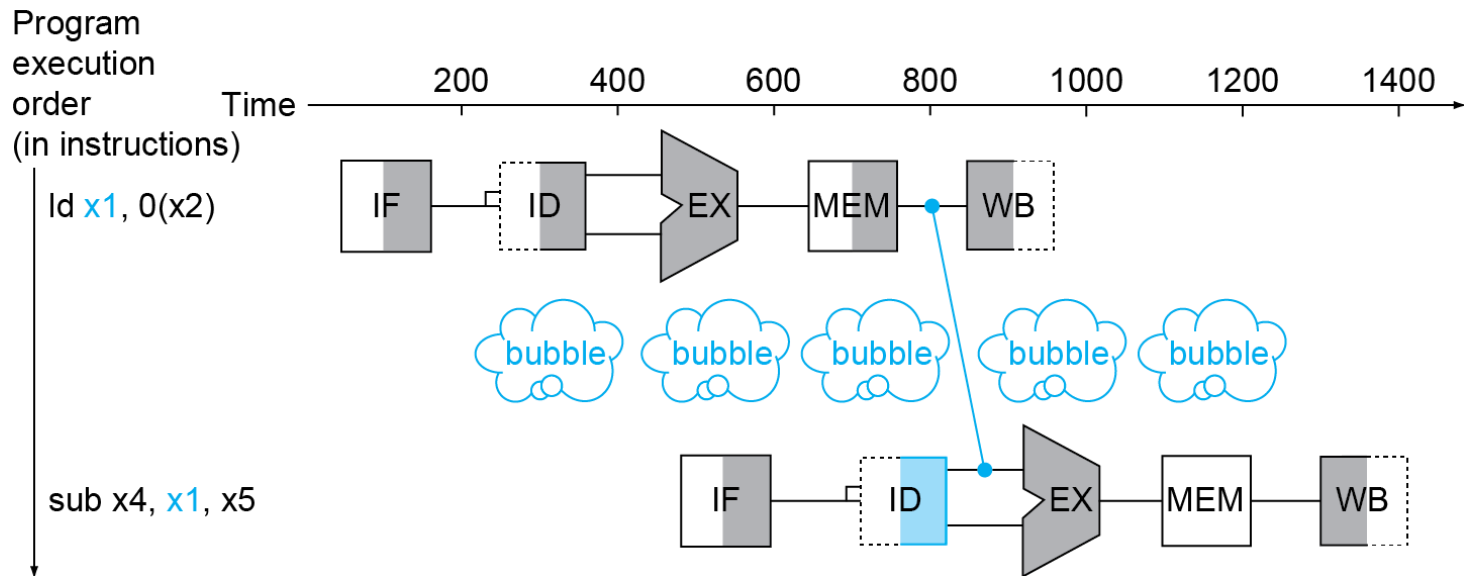 Program
execution
order
(in instructions)
Time
200 400 600 800 1000 1200 1400
ld x1, 0(x2)
IF ID EX MEM WB
bubble bubble bubble bubble bubble
sub x4, x1, x5
IF ID EX MEM WB